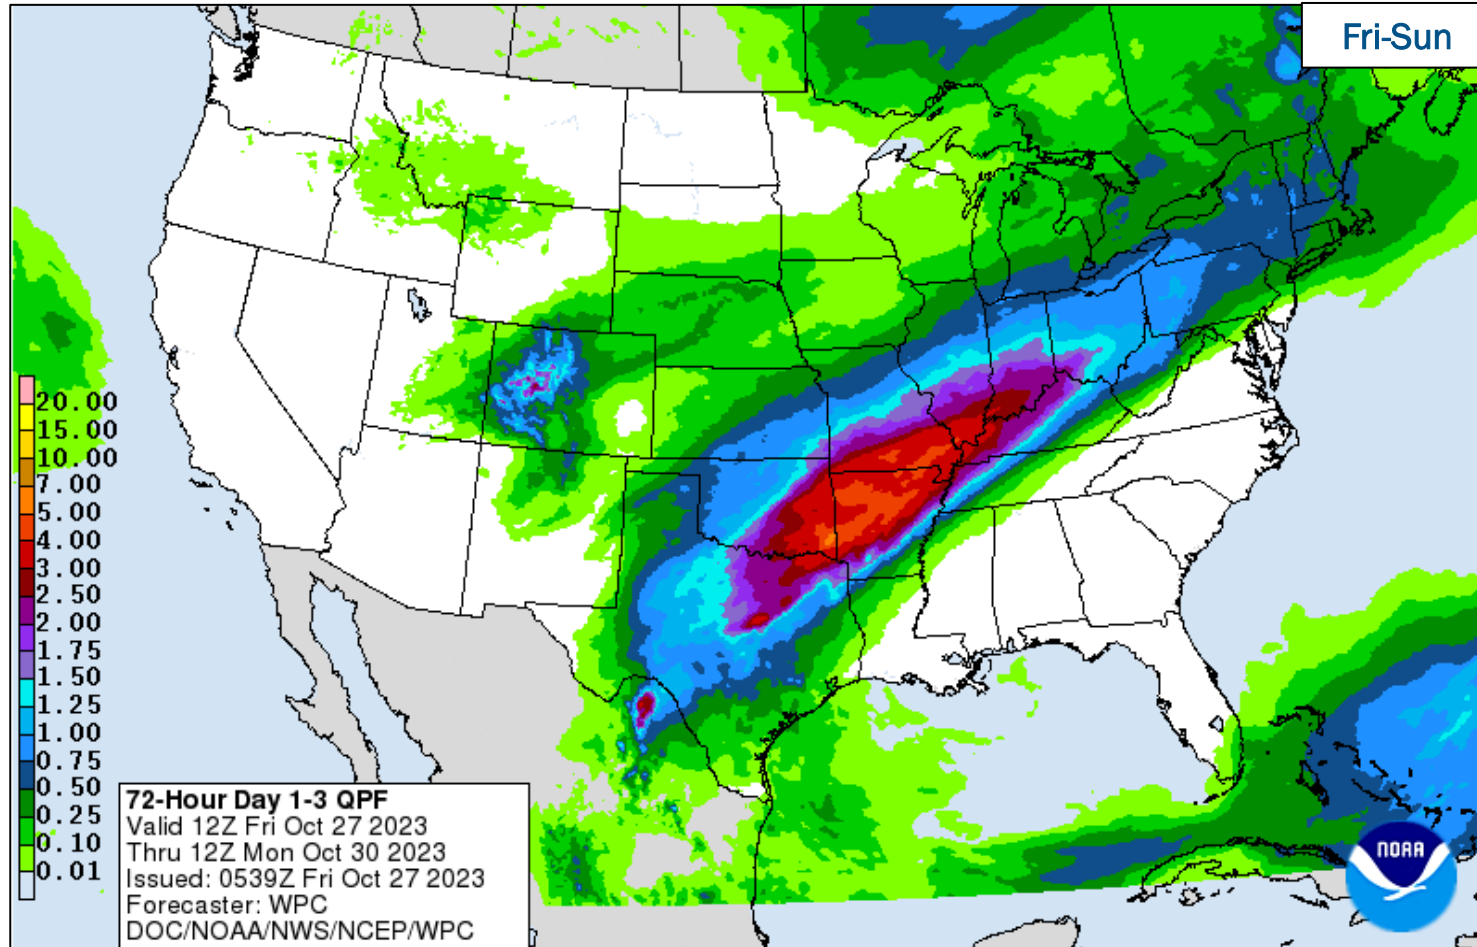 Fri-Sun
20.00
15.00
10.00
7.00
5.00
4.00
3.00
2.50
2.00
1.75
1.50
1.25
1.00
0.75
0.50
0.25
0.10
0.01
72-Hour Day 1-3 QPF
Valid 12Z Fri Oct 27 2023
Thru 12Z Mon Oct 30 2023
Issued: 0539Z Fri Oct 27 2023
Forecaster: WPC
DOC/NOAA/NWS/NCEP/WPC
NOAA